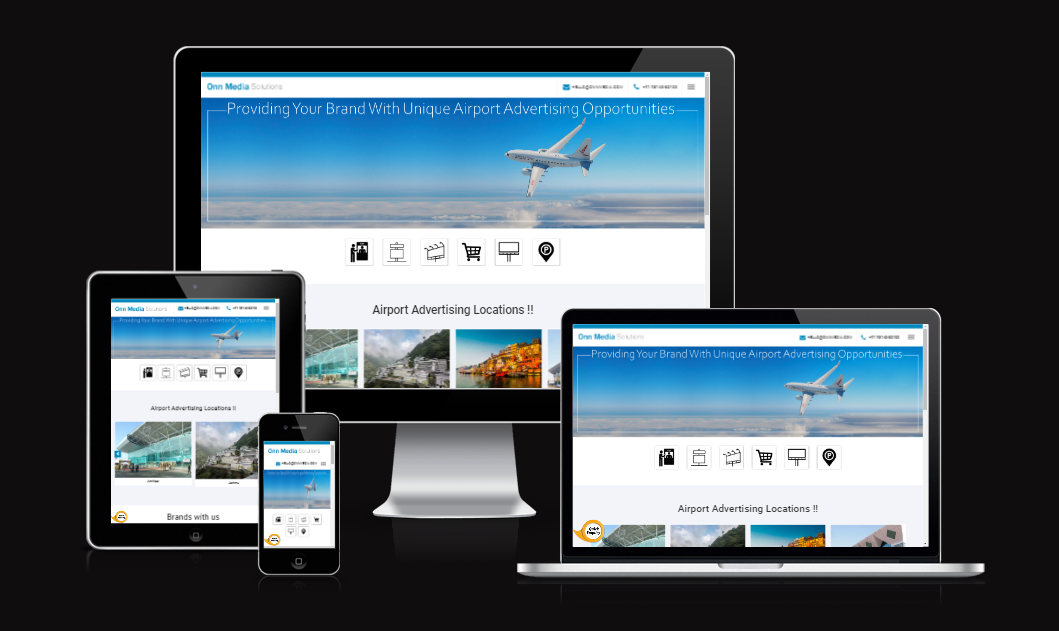 Onn Media Solutions
Providing Your Brand With Unique Airport Advertising Opportunities
P
Airport Advertising Locations !!
Onn Media Solutions
Providing Your Brand With Unique Airport Advertising Opportunities
P
Airport Advertising Locations !!
Brands with us
Onn Media Solutions
Onn Media Solutions
Providing Your Brand With Unique Airport Advertising Opportunities
P
Airport Advertising Locations !!
Quick
Enquiry